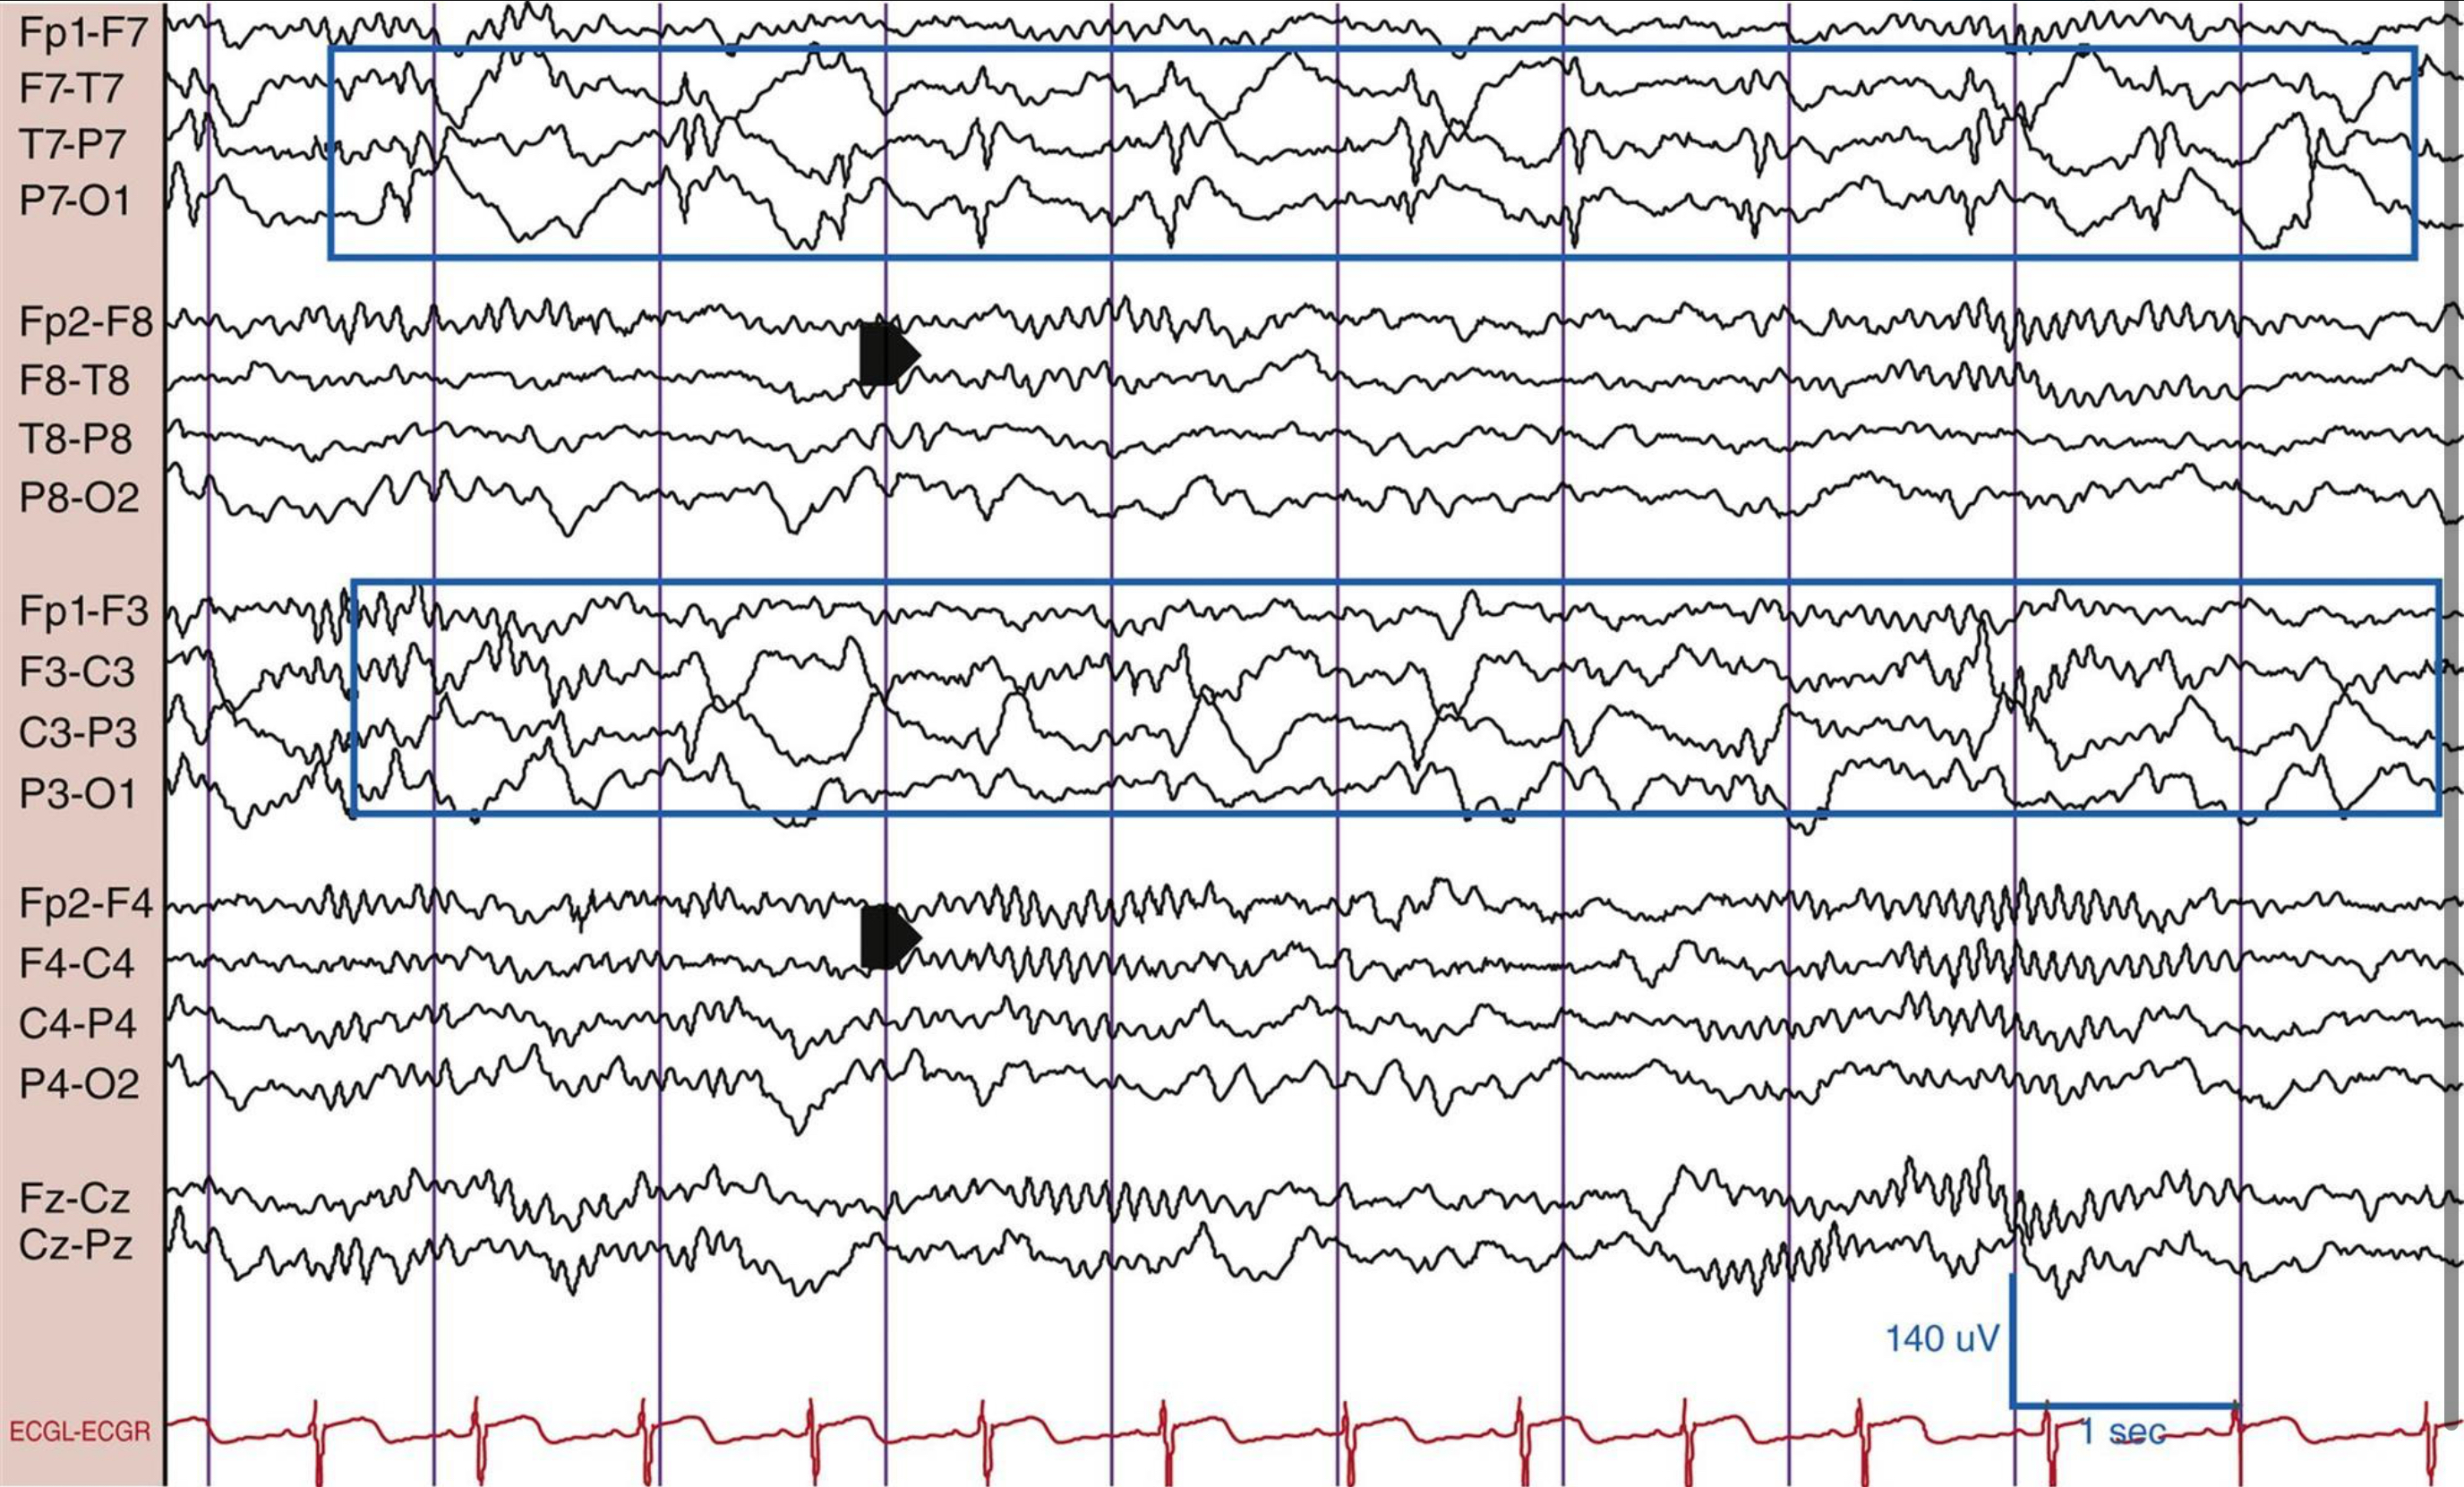 Fp1-F7
F7-T7
T7-P7
P7-O1
Fp2-F8
F8-T8
T8-P8
P8-O2
Fp1-F3
F3-C3
C3-P3
P3-O1
Fp2-F4
F4-C4
C4-P4
P4-O2
Fz-Cz
Cz-Pz
140 uV
ECGL-ECGR
1 sec